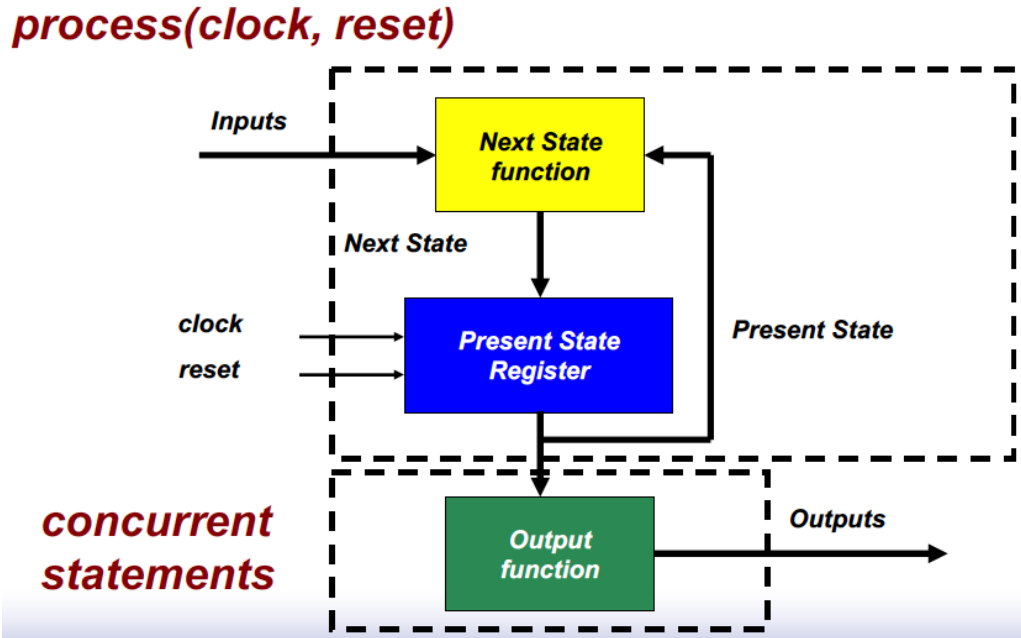 process(clock, reset)
Inputs
Next State
function
Next State
clock
reset
Present State
Register
Present State
concurrent
statements
Output
function
Outputs